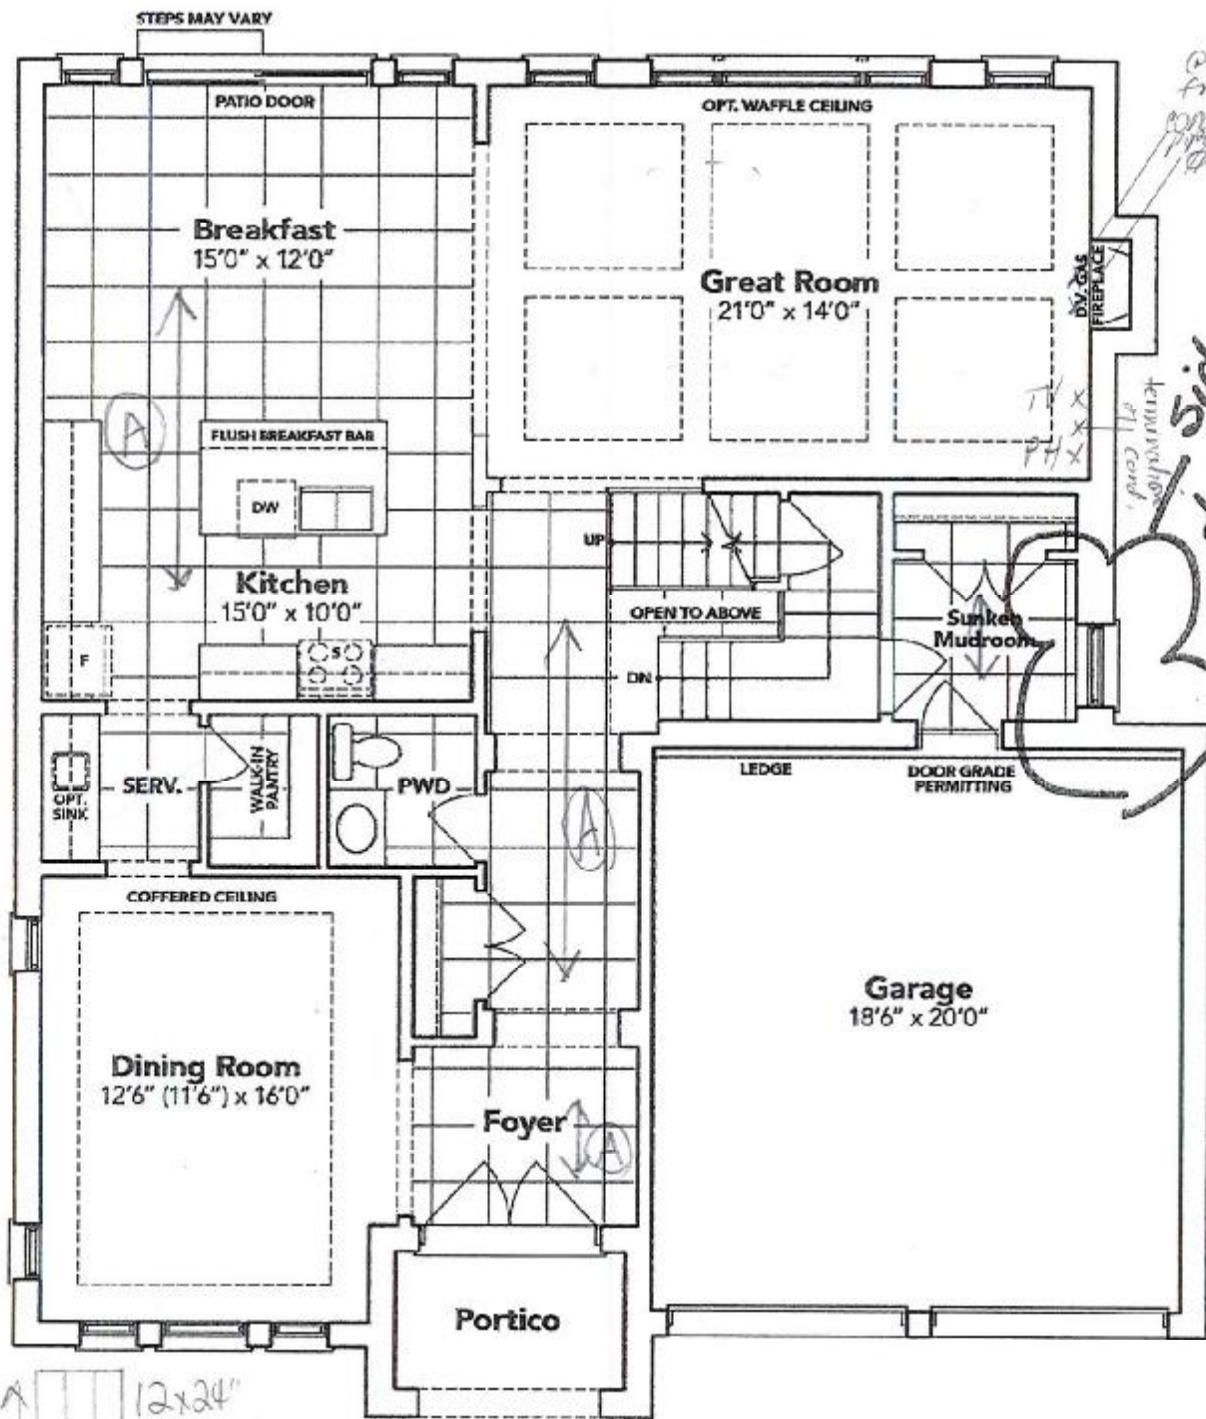 STEPS MAY VARY
PATIO DOOR
OPT. WAFFLE CEILING
Breakfast
15'0" x 12'0"
Great Room
21'0" x 14'0"
D.V. GAS
FIREPLACE
A
FLUSH BREAKFAST BAR
TV X
X
PH X
termination
DW
UP
Kitchen
15'0" x 10'0"
OPEN TO ABOVE
Sunken
Mudroom
F
S
DN
LEDGE
DOOR GRADE
PERMITTING
OPT.
SINK
SERV.
WALK-IN
PANTRY
PWD
A
COFFERED CEILING
Garage
18'6" x 20'0"
Dining Room
12'6" (11'6") x 16'0"
Foyer
A
Portico
12x24"